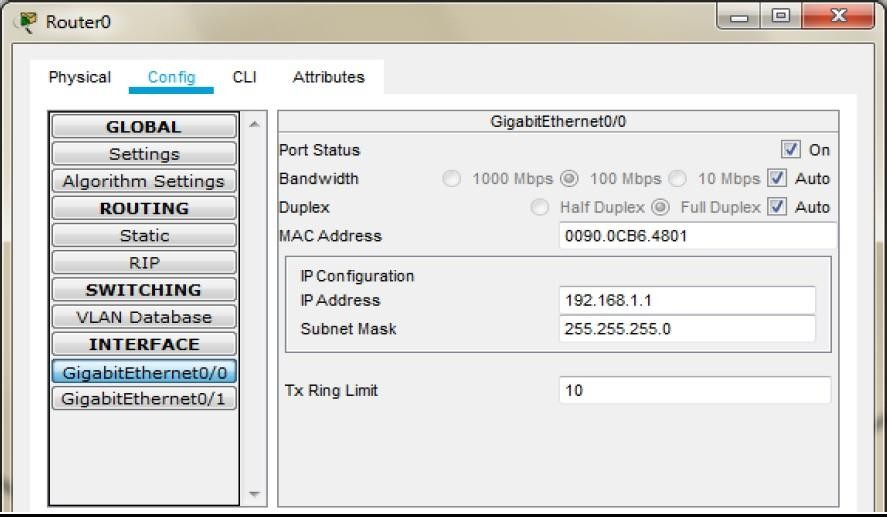 Router0
Physical Config CLI Attributes
GLOBAL
Settings
Algorithm Settings
ROUTING
Static
RIP
SWITCHING
VLAN Database
INTERFACE
GigabitEthernet0/0
GigabitEthernet0/1
GigabitEthernet0/0
Port Status On
Bandwidth 1000 Mbps 100 Mbps 10 Mbps Auto
Duplex Half Duplex Full Duplex Auto
MAC Address 0090.0CB6.4801
IP Configuration
IP Address 192.168.1.1
Subnet Mask 255.255.255.0
Tx Ring Limit 10